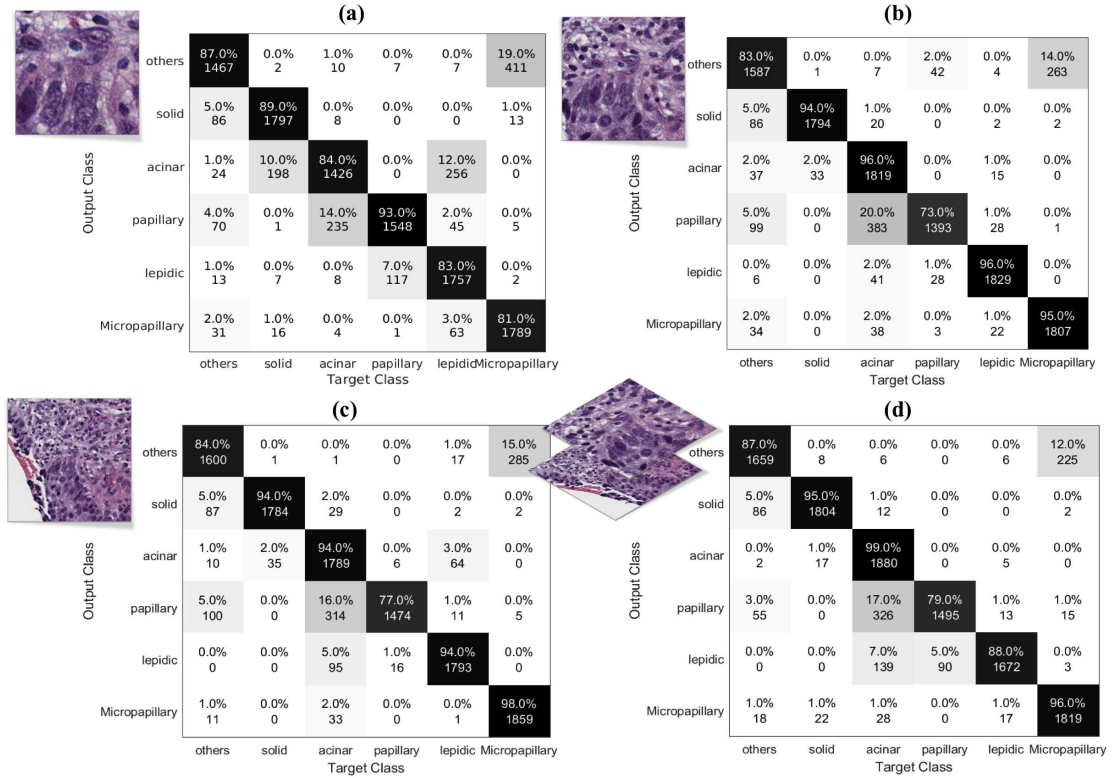 (a)
others 87.0% 0.0% 1.0% 0.0% 0.0% 19.0%
1467 2 10 7 7 411
solid 5.0% 89.0% 0.0% 0.0% 0.0% 1.0%
86 1797 8 0 0 13
acinar 1.0% 10.0% 84.0% 0.0% 12.0% 0.0%
24 198 1426 0 256 0
papillary 4.0% 0.0% 14.0% 93.0% 2.0% 0.0%
70 1 235 1548 45 5
lepidic 1.0% 0.0% 0.0% 7.0% 83.0% 0.0%
13 7 8 117 1757 2
Micropapillary 2.0% 1.0% 0.0% 0.0% 3.0% 81.0%
31 16 4 1 63 1789
others solid acinar papillary lepidic Micropapillary
Target Class
Output Class
(b)
others 83.0% 0.0% 0.0% 2.0% 0.0% 14.0%
1587 1 7 42 4 263
solid 5.0% 94.0% 1.0% 0.0% 0.0% 0.0%
86 1794 20 0 2 2
acinar 2.0% 2.0% 96.0% 0.0% 1.0% 0.0%
37 33 1819 0 15 0
papillary 5.0% 0.0% 20.0% 73.0% 1.0% 0.0%
99 0 383 1393 28 1
lepidic 0.0% 0.0% 2.0% 1.0% 96.0% 0.0%
6 0 41 28 1829 0
Micropapillary 2.0% 0.0% 2.0% 0.0% 1.0% 95.0%
34 0 38 3 22 1807
others solid acinar papillary lepidic Micropapillary
Target Class
Output Class
(c)
others 84.0% 0.0% 0.0% 0.0% 1.0% 15.0%
1600 1 1 0 17 285
solid 5.0% 94.0% 2.0% 0.0% 0.0% 0.0%
87 1784 29 0 2 2
acinar 1.0% 2.0% 94.0% 0.0% 3.0% 0.0%
10 35 1789 6 64 0
papillary 5.0% 0.0% 16.0% 77.0% 1.0% 0.0%
100 0 314 1474 11 5
lepidic 0.0% 0.0% 5.0% 1.0% 94.0% 0.0%
0 0 95 16 1793 0
Micropapillary 1.0% 0.0% 2.0% 0.0% 0.0% 98.0%
11 0 33 0 1 1859
others solid acinar papillary lepidic Micropapillary
Target Class
Output Class
(d)
others 87.0% 0.0% 0.0% 0.0% 0.0% 12.0%
1659 8 6 0 6 225
solid 5.0% 95.0% 1.0% 0.0% 0.0% 0.0%
86 1804 12 0 0 2
acinar 0.0% 1.0% 99.0% 0.0% 0.0% 0.0%
2 17 1880 0 5 0
papillary 3.0% 0.0% 17.0% 79.0% 1.0% 1.0%
55 0 326 1495 13 15
lepidic 0.0% 0.0% 7.0% 5.0% 88.0% 0.0%
0 0 139 90 1672 3
Micropapillary 1.0% 1.0% 1.0% 0.0% 1.0% 96.0%
18 22 28 0 17 1819
others solid acinar papillary lepidic Micropapillary
Target Class
Output Class